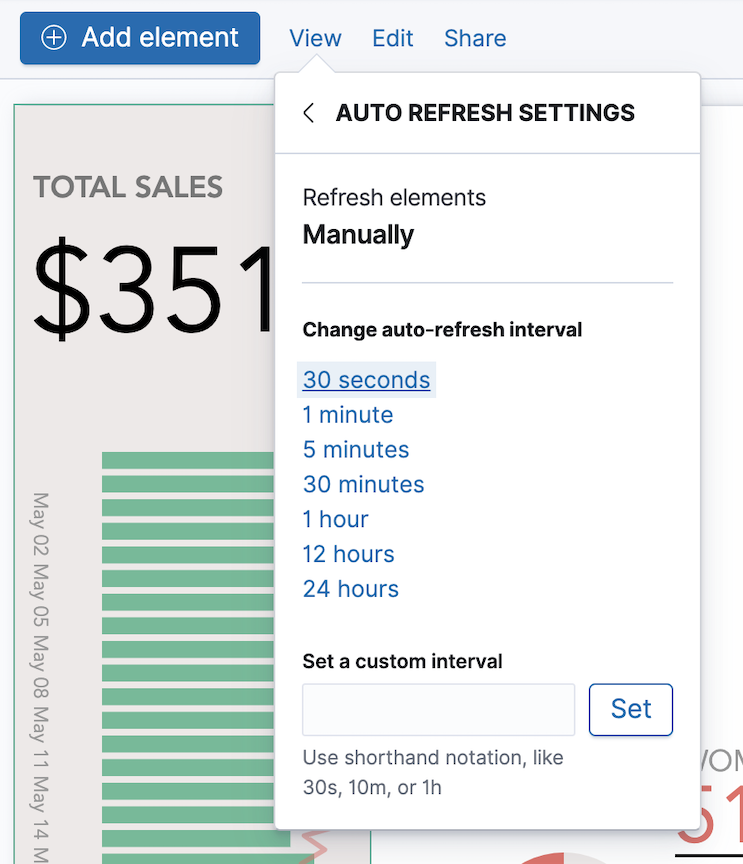 Add element View Edit Share
AUTO REFRESH SETTINGS
TOTAL SALES
$351
Refresh elements
Manually
Change auto-refresh interval
30 seconds
1 minute
5 minutes
30 minutes
1 hour
12 hours
24 hours
Set a custom interval
Set
Use shorthand notation, like
30s, 10m, or 1h
May 02 May 05 May 08 May 11 May 14